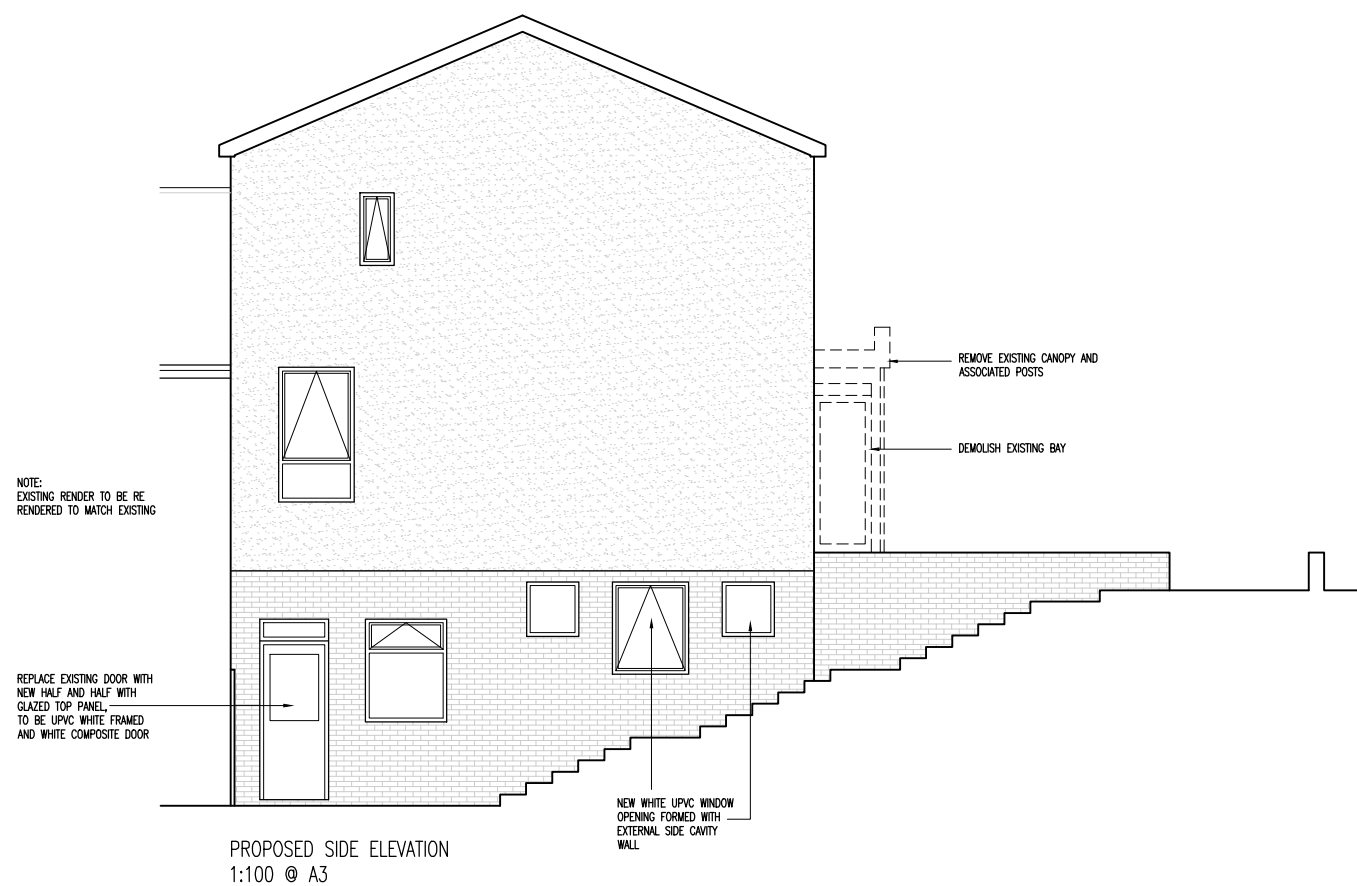 REMOVE EXISTING CANOPY AND
ASSOCIATED POSTS
DEMOLISH EXISTING BAY
NOTE:
EXISTING RENDER TO BE RE
RENDERED TO MATCH EXISTING
REPLACE EXISTING DOOR WITH
NEW HALF AND HALF WITH
GLAZED TOP PANEL,
TO BE UPVC WHITE FRAMED
AND WHITE COMPOSITE DOOR
NEW WHITE UPVC WINDOW
OPENING FORMED WITH
EXTERNAL SIDE CAVITY
WALL
PROPOSED SIDE ELEVATION
1:100 @ A3